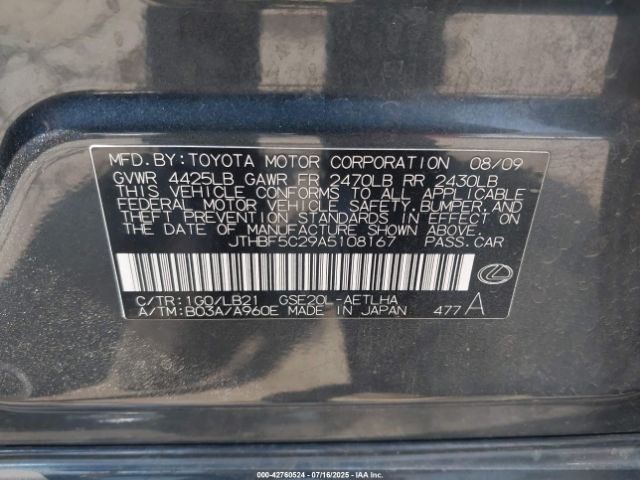 MFD.BY:TOYOTA MOTOR CORPORATION 08/09
GVWR 4425LB GAWR FR 2470LB RR 2430LB
THIS VEHICLE CONFORMS TO ALL APPLICABLE
FEDERAL MOTOR VEHICLE SAFETY,BUMPER,AND
THEFT PREVENTION STANDARDS IN EFFECT ON
THE DATE OF MANUFACTURE SHOWN ABOVE.
JTHBF5C29A5108167 PASS.CAR
C/TR:1G0/LB21 GSE20L-AETLHA
A/TM:B03A/A960E MADE IN JAPAN 477 A
000-42760524 - 07/16/2025 - IAA Inc.